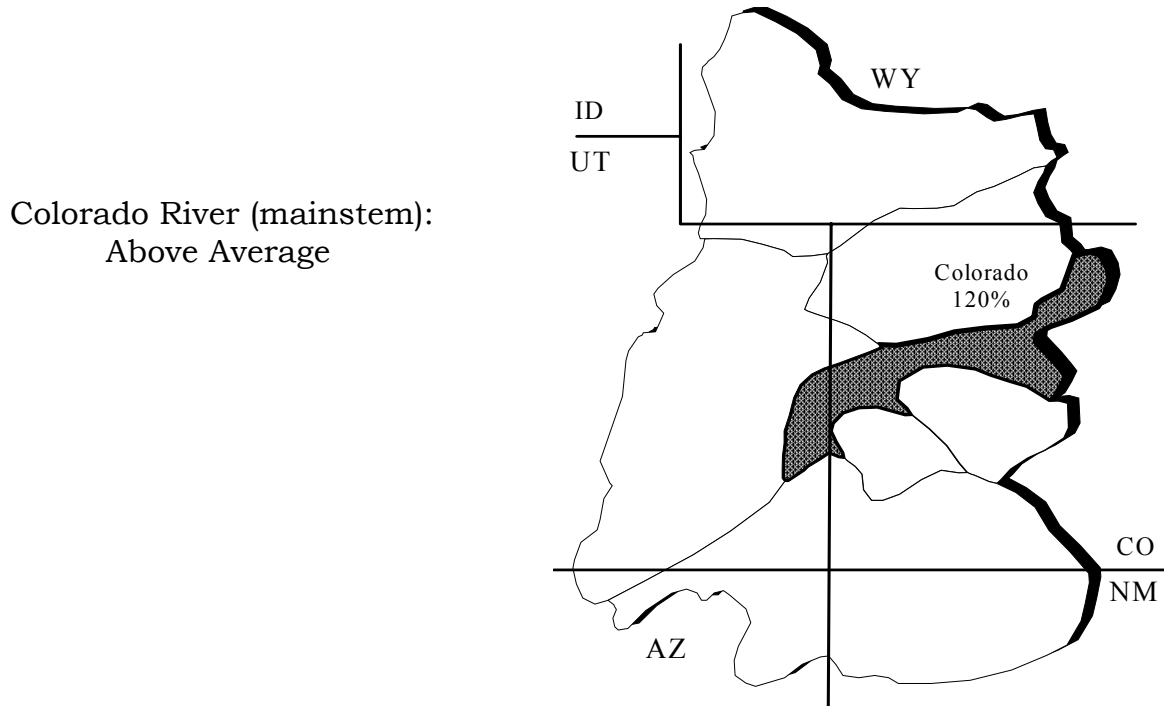 Colorado River (mainstem):
Above Average
WY
ID
UT
Colorado
120%
CO
NM
AZ